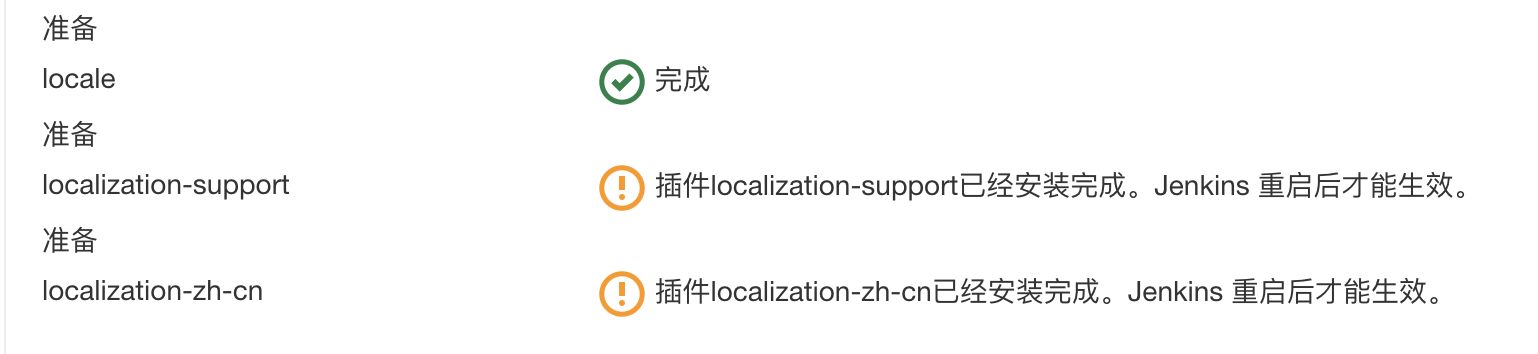 准备
locale 完成
准备
localization-support 插件localization-support已经安装完成。Jenkins 重启后才能生效。
准备
localization-zh-cn 插件localization-zh-cn已经安装完成。Jenkins 重启后才能生效。